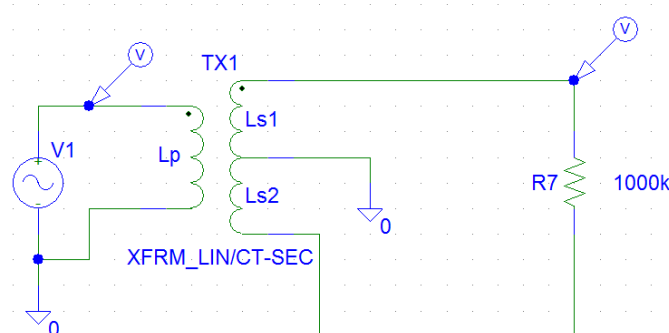 V
V
TX1
V1
Lp
Ls1
Ls2
R7
1000k
+
-
0
XFRM_LIN/CT-SEC
0